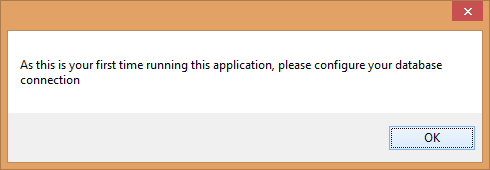 As this is your first time running this application, please configure your database
connection
OK